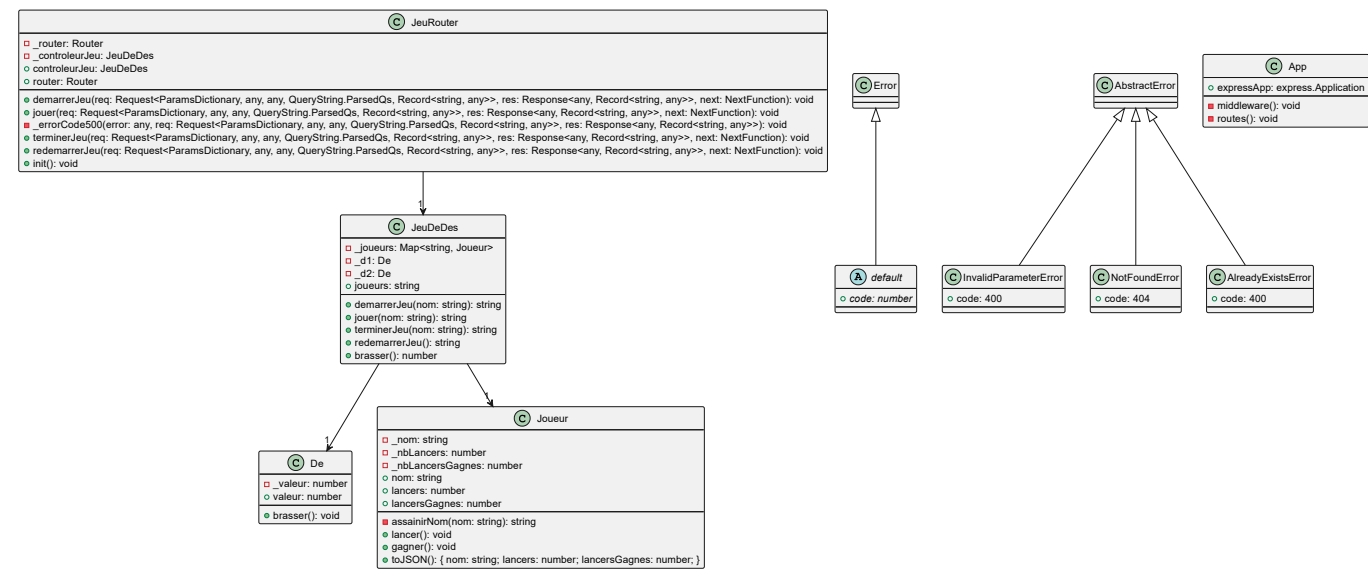 C JeuRouter
_router: Router
_controleurJeu: JeuDeDes
controleurJeu: JeuDeDes
router: Router
demarrerJeu(req: Request<ParamsDictionary, any, any, QueryString.ParsedQs, Record<string, any>>, res: Response<any, Record<string, any>>, next: NextFunction): void
jouer(req: Request<ParamsDictionary, any, any, QueryString.ParsedQs, Record<string, any>>, res: Response<any, Record<string, any>>, next: NextFunction): void
_errorCode500(error: any, req: Request<ParamsDictionary, any, any, QueryString.ParsedQs, Record<string, any>>, res: Response<any, Record<string, any>>): void
terminerJeu(req: Request<ParamsDictionary, any, any, QueryString.ParsedQs, Record<string, any>>, res: Response<any, Record<string, any>>, next: NextFunction): void
redemarrerJeu(req: Request<ParamsDictionary, any, any, QueryString.ParsedQs, Record<string, any>>, res: Response<any, Record<string, any>>, next: NextFunction): void
init(): void
1
C JeuDeDes
_joueurs: Map<string, Joueur>
_d1: De
_d2: De
joueurs: string
demarrerJeu(nom: string): string
jouer(nom: string): string
terminerJeu(nom: string): string
redemarrerJeu(): string
brasser(): number
1
1
C De
_valeur: number
valeur: number
brasser(): void
C Joueur
_nom: string
_nbLancers: number
_nbLancersGagnes: number
nom: string
lancers: number
lancersGagnes: number
assainirNom(nom: string): string
lancer(): void
gagner(): void
toJSON(): { nom: string; lancers: number; lancersGagnes: number; }
C Error
A default
code: number
C AbstractError
C InvalidParameterError
code: 400
C NotFoundError
code: 404
C AlreadyExistsError
code: 400
C App
expressApp: express.Application
middleware(): void
routes(): void